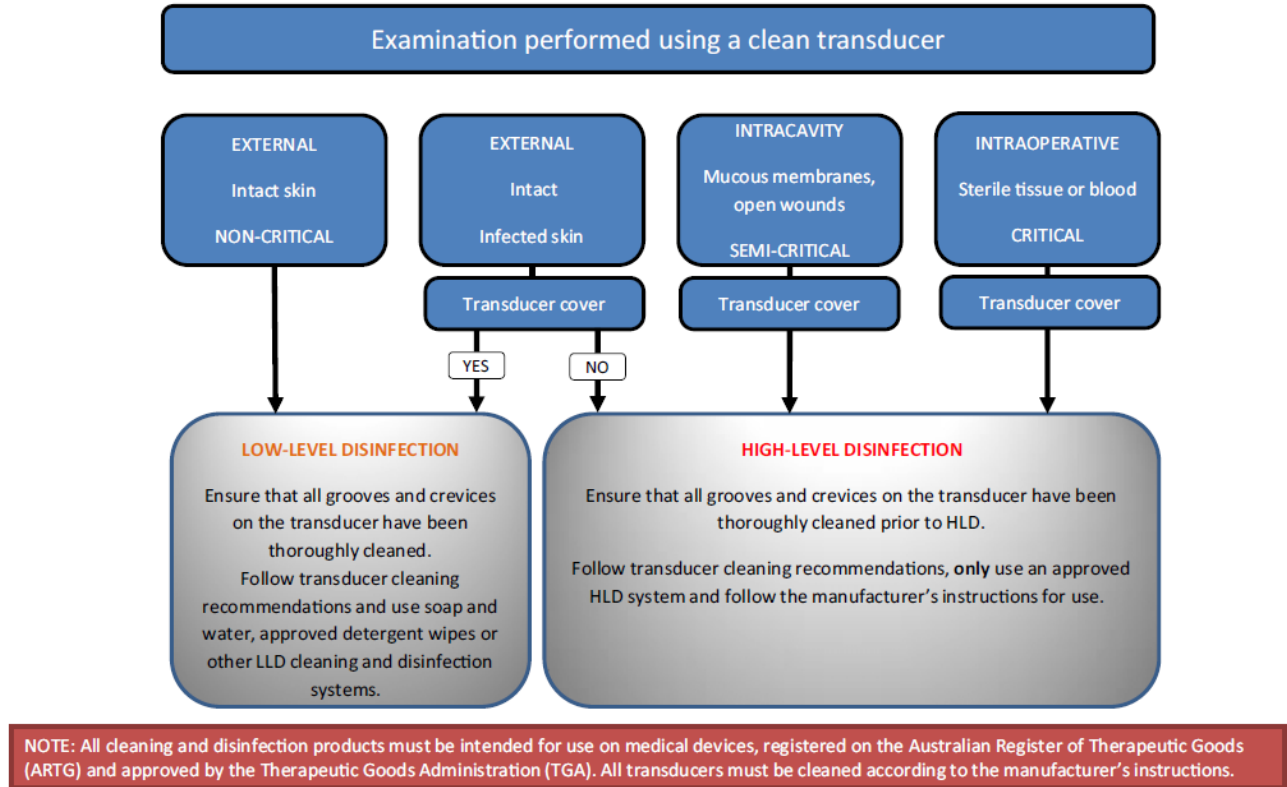 Examination performed using a clean transducer
EXTERNAL
Intact skin
NON-CRITICAL
EXTERNAL
Intact
Infected skin
INTRACAVITY
Mucous membranes,
open wounds
SEMI-CRITICAL
INTRAOPERATIVE
Sterile tissue or blood
CRITICAL
Transducer cover
Transducer cover
Transducer cover
YES
NO
LOW-LEVEL DISINFECTION
Ensure that all grooves and crevices
on the transducer have been
thoroughly cleaned.
Follow transducer cleaning
recommendations and use soap and
water, approved detergent wipes or
other LLD cleaning and disinfection
systems.
HIGH-LEVEL DISINFECTION
Ensure that all grooves and crevices on the transducer have been
thoroughly cleaned prior to HLD.
Follow transducer cleaning recommendations, only use an approved
HLD system and follow the manufacturer's instructions for use.
NOTE: All cleaning and disinfection products must be intended for use on medical devices, registered on the Australian Register of Therapeutic Goods
(ARTG) and approved by the Therapeutic Goods Administration (TGA). All transducers must be cleaned according to the manufacturer's instructions.